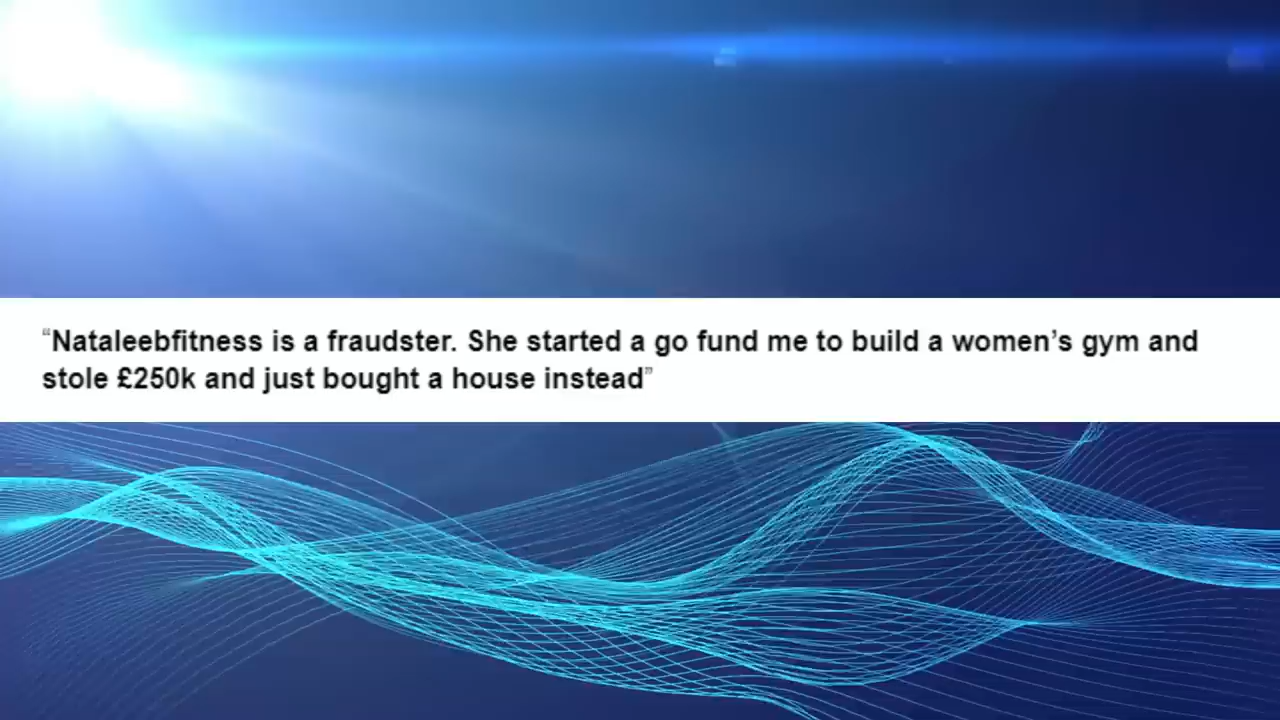 “Nataleebfitness is a fraudster. She started a go fund me to build a women’s gym and
stole £250k and just bought a house instead”